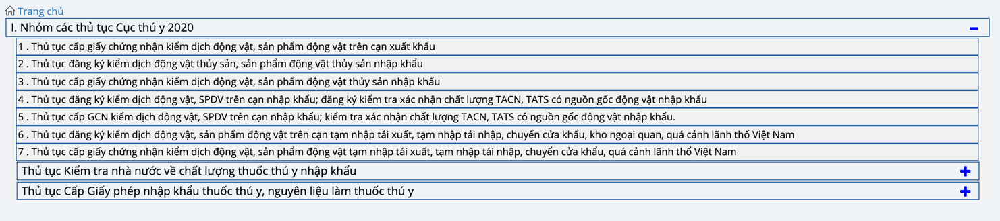 Trang chủ
I. Nhóm các thủ tục Cục thú y 2020
1 . Thủ tục cấp giấy chứng nhận kiểm dịch động vật, sản phẩm động vật trên cạn xuất khẩu
2 . Thủ tục đăng ký kiểm dịch động vật thủy sản, sản phẩm động vật thủy sản nhập khẩu
3 . Thủ tục cấp giấy chứng nhận kiểm dịch động vật, sản phẩm động vật thủy sản nhập khẩu
4 . Thủ tục đăng ký kiểm dịch động vật, SPDV trên cạn nhập khẩu; đăng ký kiểm tra xác nhận chất lượng TACN, TATS có nguồn gốc động vật nhập khẩu
5 . Thủ tục cấp GCN kiểm dịch động vật, SPDV trên cạn nhập khẩu; kiểm tra xác nhận chất lượng TACN, TATS có nguồn gốc động vật nhập khẩu.
6 . Thủ tục đăng ký kiểm dịch động vật, sản phẩm động vật trên cạn tạm nhập tái xuất, tạm nhập tái nhập, chuyển cửa khẩu, kho ngoại quan, quá cảnh lãnh thổ Việt Nam
7 . Thủ tục cấp giấy chứng nhận kiểm dịch động vật, sản phẩm động vật tạm nhập tái xuất, tạm nhập tái nhập, chuyển cửa khẩu, quá cảnh lãnh thổ Việt Nam
Thủ tục Kiểm tra nhà nước về chất lượng thuốc thú y nhập khẩu
Thủ tục Cấp Giấy phép nhập khẩu thuốc thú y, nguyên liệu làm thuốc thú y